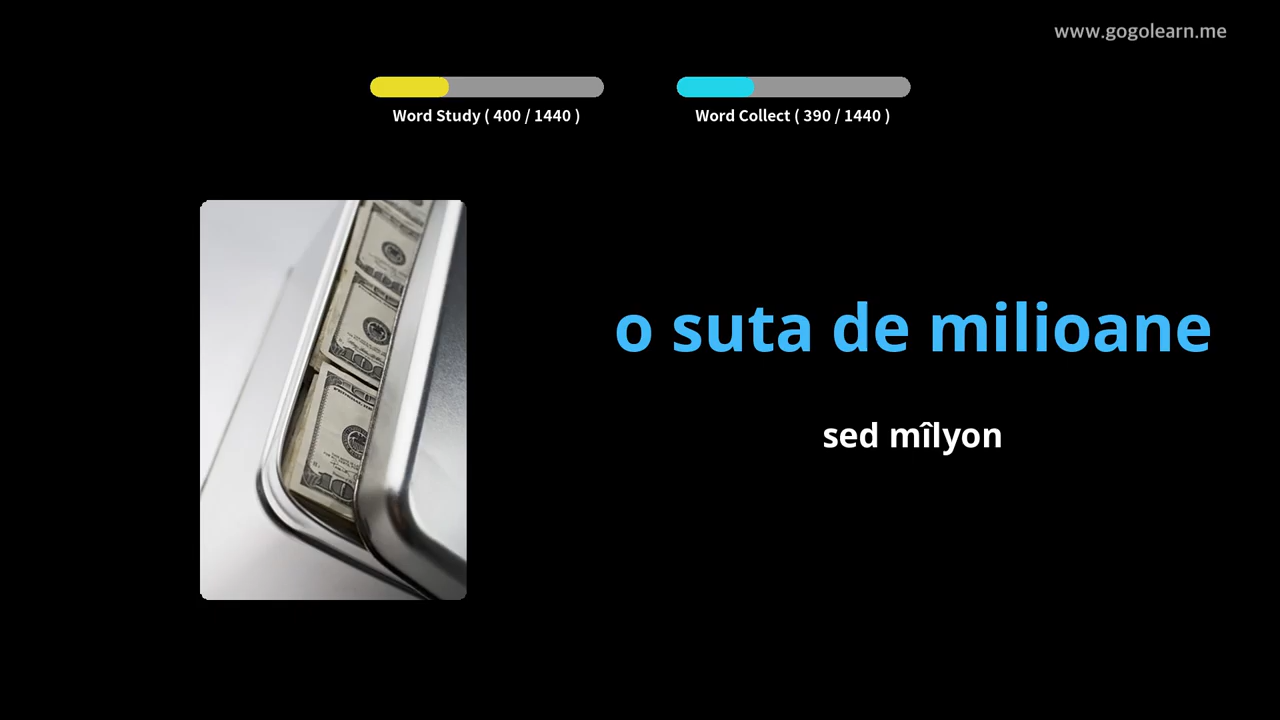 www.gogolearn.me
Word Study ( 400 / 1440 )
Word Collect ( 390 / 1440 )
o suta de milioane
sed mîlyon